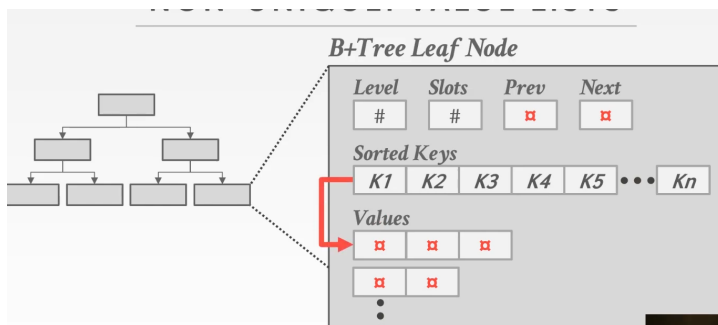 B+Tree Leaf Node
Level Slots Prev Next
# # ¤ ¤
Sorted Keys
K1 K2 K3 K4 K5 ••• Kn
Values
¤ ¤ ¤
¤ ¤